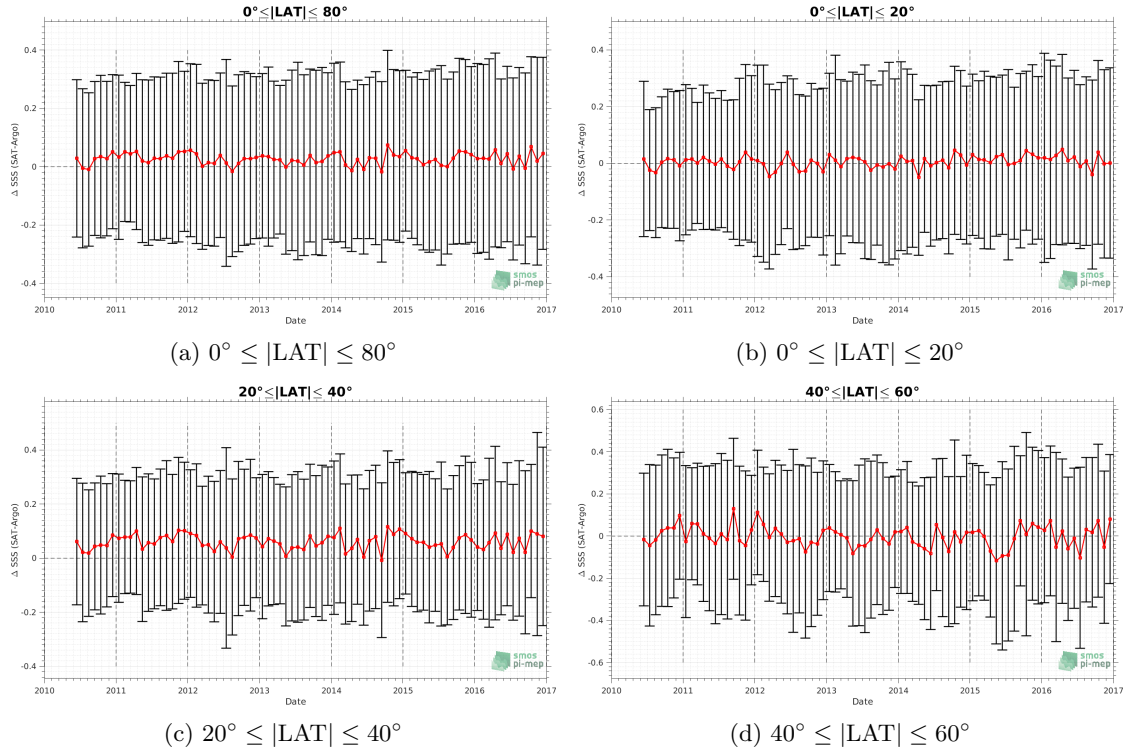 0°≤|LAT|≤ 80°
Δ SSS (SAT-Argo)
0.4
0.2
0
-0.2
-0.4
2010 2011 2012 2013 2014 2015 2016 2017
Date
smos
pi-mep
(a) 0° ≤ |LAT| ≤ 80°
0°≤|LAT|≤ 20°
Δ SSS (SAT-Argo)
0.4
0.2
0
-0.2
-0.4
2010 2011 2012 2013 2014 2015 2016 2017
Date
smos
pi-mep
(b) 0° ≤ |LAT| ≤ 20°
20°≤|LAT|≤ 40°
Δ SSS (SAT-Argo)
0.4
0.2
0
-0.2
-0.4
2010 2011 2012 2013 2014 2015 2016 2017
Date
smos
pi-mep
(c) 20° ≤ |LAT| ≤ 40°
40°≤|LAT|≤ 60°
Δ SSS (SAT-Argo)
0.6
0.4
0.2
0
-0.2
-0.4
-0.6
2010 2011 2012 2013 2014 2015 2016 2017
Date
smos
pi-mep
(d) 40° ≤ |LAT| ≤ 60°